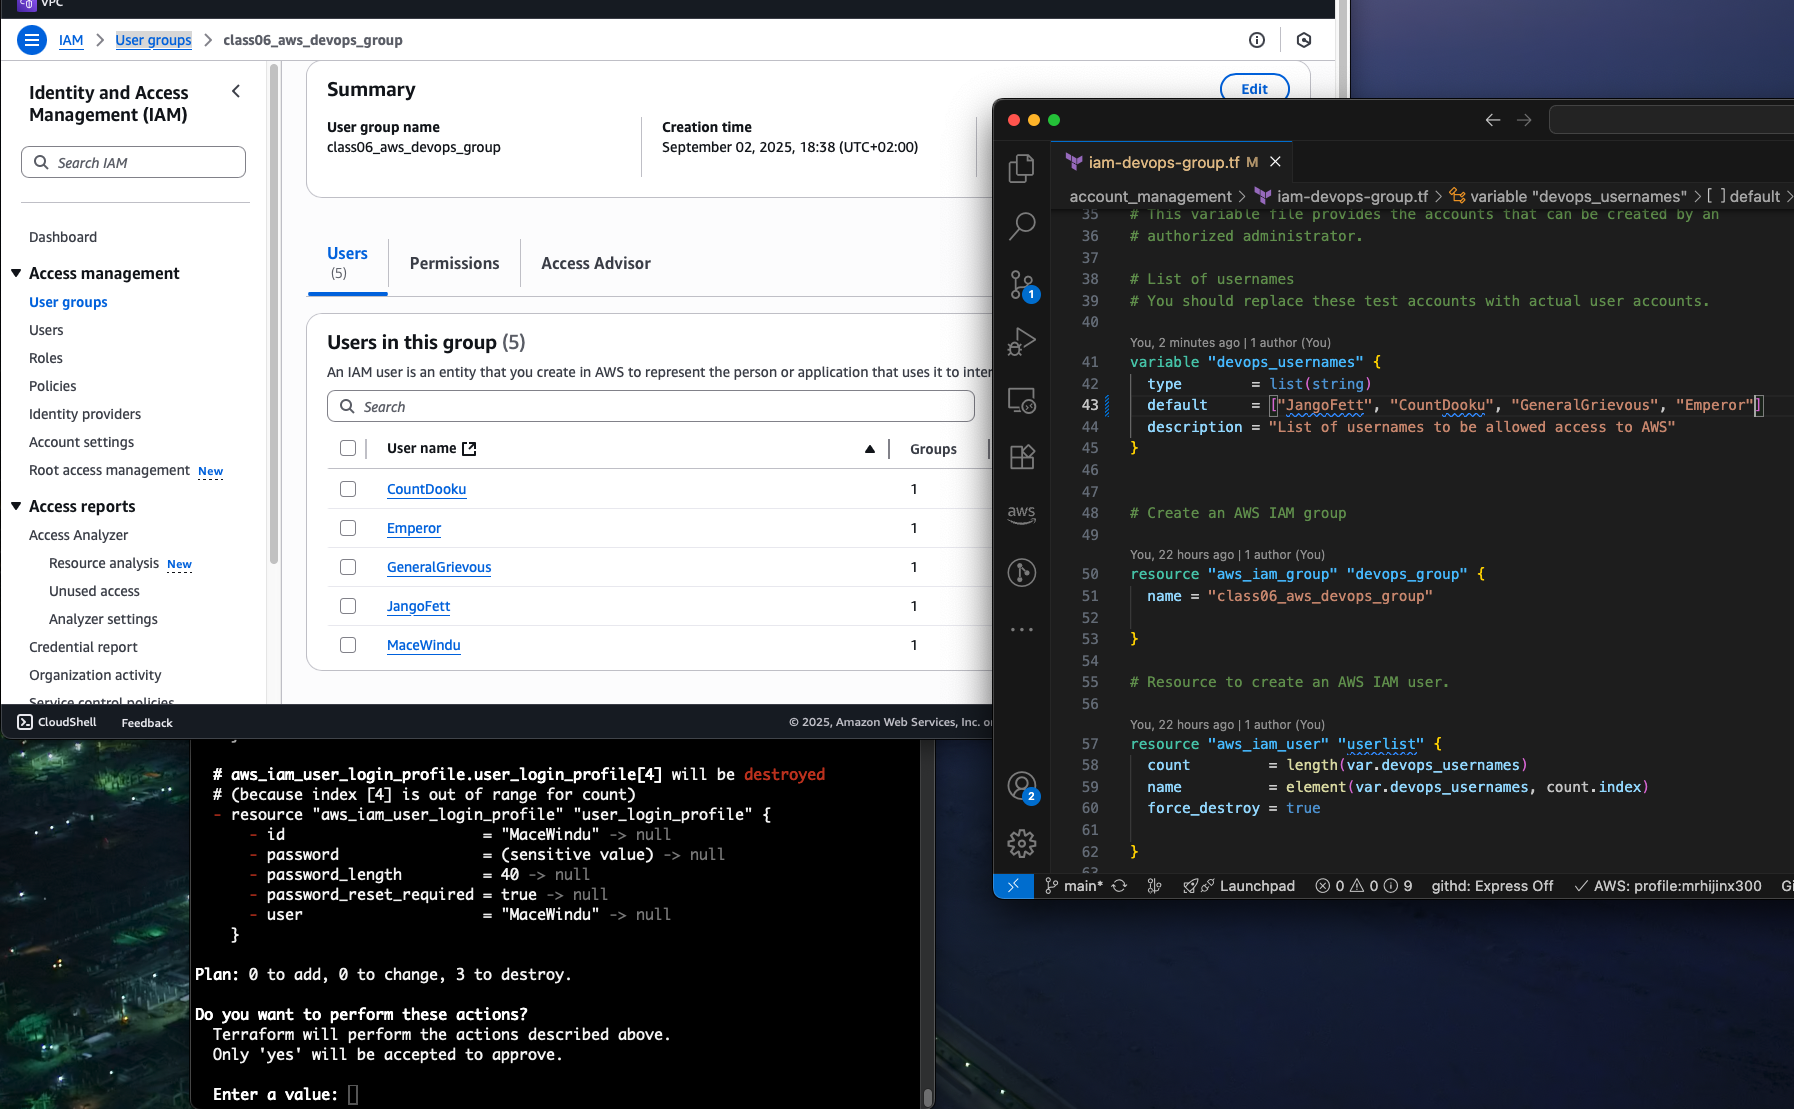 VPC
IAM > User groups > class06_aws_devops_group
Identity and Access
Management (IAM)
Search IAM
Dashboard
Access management
User groups
Users
Roles
Policies
Identity providers
Account settings
Root access management New
Access reports
Access Analyzer
Resource analysis New
Unused access
Analyzer settings
Credential report
Organization activity
Service control policies
Summary
Edit
User group name
class06_aws_devops_group
Creation time
September 02, 2025, 18:38 (UTC+02:00)
Users
(5)
Permissions
Access Advisor
Users in this group (5)
An IAM user is an entity that you create in AWS to represent the person or application that uses it to inter
Search
User name
Groups
CountDooku 1
Emperor 1
GeneralGrievous 1
JangoFett 1
MaceWindu 1
CloudShell Feedback
© 2025, Amazon Web Services, Inc. or
# aws_iam_user_login_profile.user_login_profile[4] will be destroyed
# (because index [4] is out of range for count)
- resource "aws_iam_user_login_profile" "user_login_profile" {
- id = "MaceWindu" -> null
- password = (sensitive value) -> null
- password_length = 40 -> null
- password_reset_required = true -> null
- user = "MaceWindu" -> null
}
Plan: 0 to add, 0 to change, 3 to destroy.
Do you want to perform these actions?
Terraform will perform the actions described above.
Only 'yes' will be accepted to approve.
Enter a value:
iam-devops-group.tf M
account_management > iam-devops-group.tf > variable "devops_usernames" > [ ] default >
35 # This variable file provides the accounts that can be created by an
36 # authorized administrator.
37
38 # List of usernames
39 # You should replace these test accounts with actual user accounts.
40
You, 2 minutes ago | 1 author (You)
41 variable "devops_usernames" {
42 type = list(string)
43 default = ["JangoFett", "CountDooku", "GeneralGrievous", "Emperor"]
44 description = "List of usernames to be allowed access to AWS"
45 }
46
47
48 # Create an AWS IAM group
49
You, 22 hours ago | 1 author (You)
50 resource "aws_iam_group" "devops_group" {
51 name = "class06_aws_devops_group"
52
53 }
54
55 # Resource to create an AWS IAM user.
56
You, 22 hours ago | 1 author (You)
57 resource "aws_iam_user" "userlist" {
58 count = length(var.devops_usernames)
59 name = element(var.devops_usernames, count.index)
60 force_destroy = true
61
62 }
63
1
aws
2
main* Launchpad 0 0 9 githd: Express Off AWS: profile:mrhijinx300 Gi